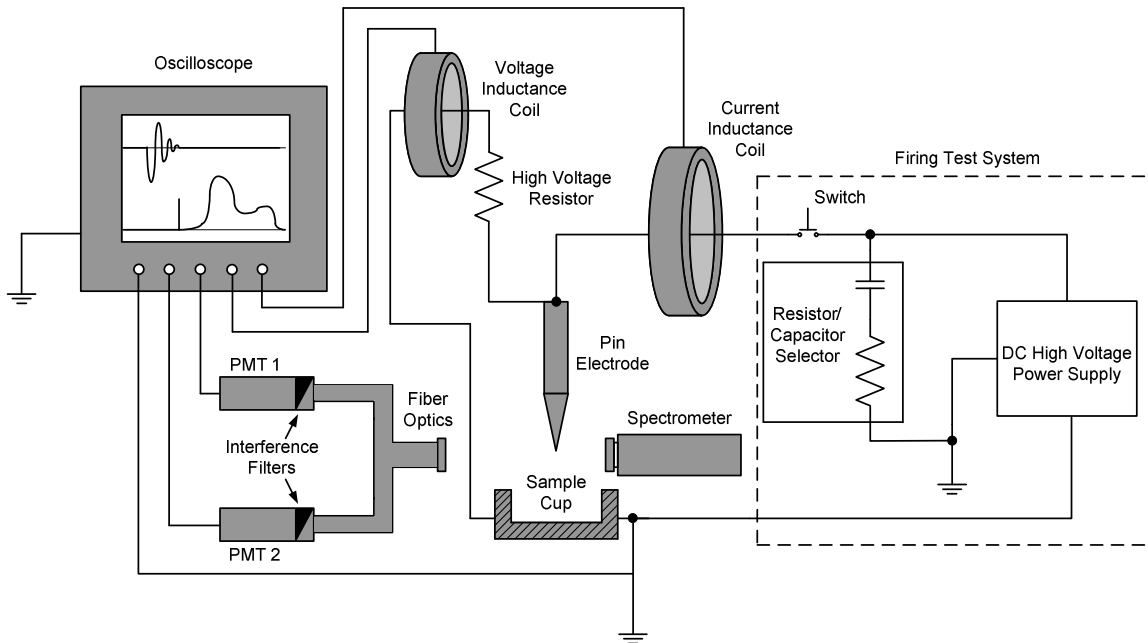 Oscilloscope
Voltage
Inductance
Coil
Current
Inductance
Coil
Firing Test System
High Voltage
Resistor
Switch
Resistor/
Capacitor
Selector
DC High Voltage
Power Supply
Pin
Electrode
PMT 1
Fiber
Optics
Interference
Filters
Spectrometer
Sample
Cup
PMT 2